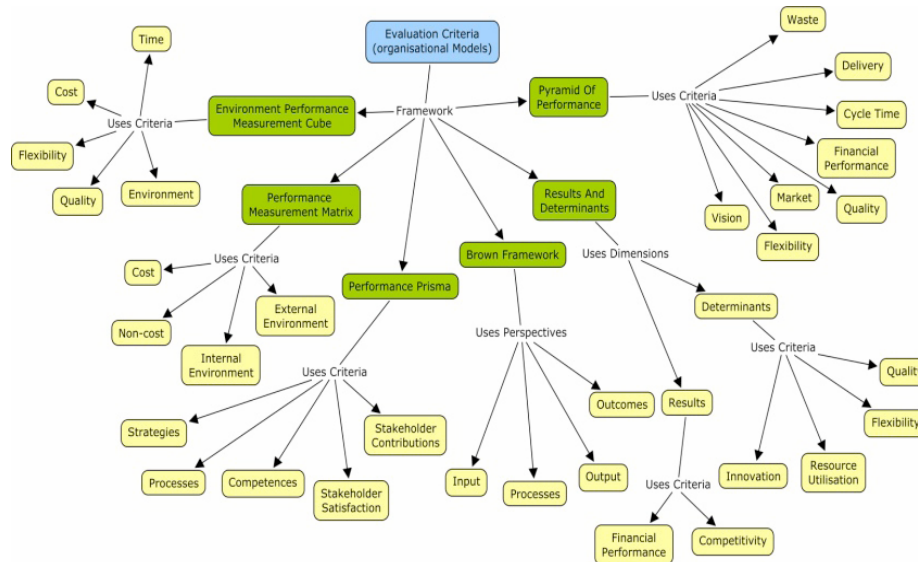 Evaluation Criteria
(organisational Models)
Framework
Environment Performance
Measurement Cube
Uses Criteria
Time
Cost
Flexibility
Quality
Environment
Pyramid Of
Performance
Uses Criteria
Waste
Delivery
Cycle Time
Financial
Performance
Quality
Market
Flexibility
Vision
Performance
Measurement Matrix
Uses Criteria
Cost
Non-cost
Internal
Environment
External
Environment
Performance Prisma
Uses Criteria
Strategies
Processes
Competences
Stakeholder
Satisfaction
Stakeholder
Contributions
Brown Framework
Uses Perspectives
Input
Processes
Output
Outcomes
Results And
Determinants
Uses Dimensions
Results
Uses Criteria
Financial
Performance
Competitivity
Determinants
Uses Criteria
Innovation
Resource
Utilisation
Flexibility
Quality